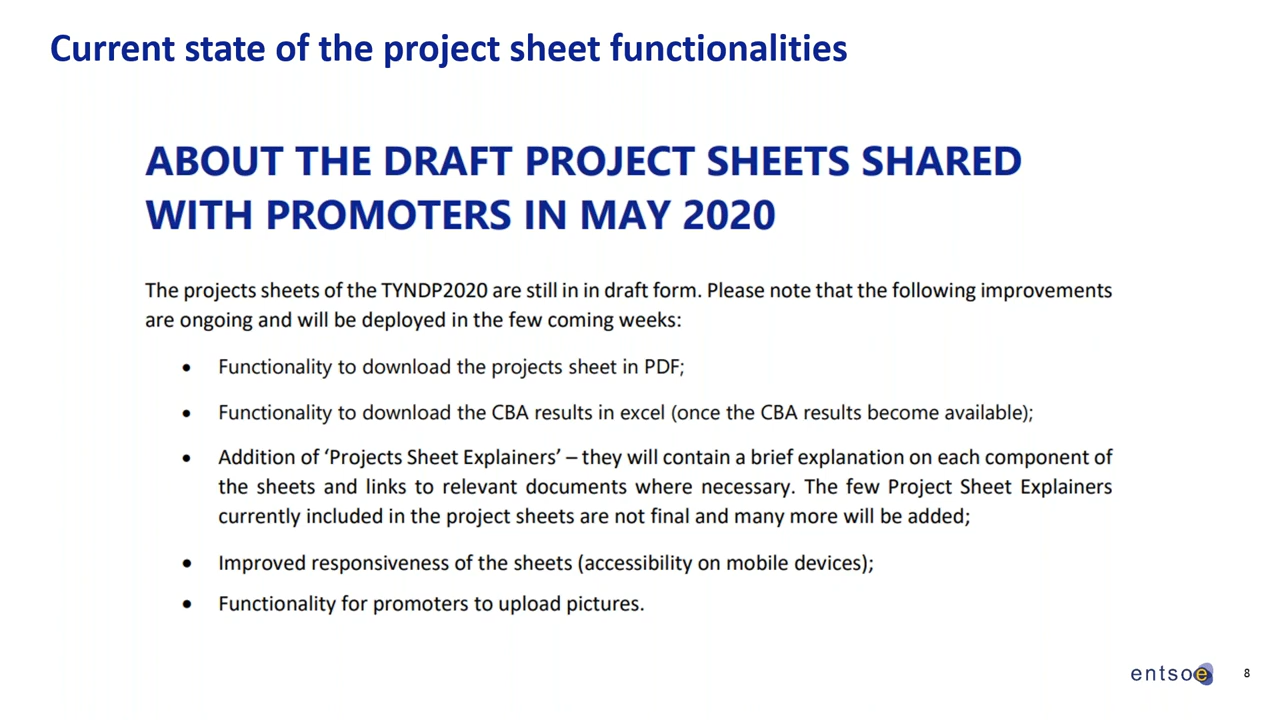 Current state of the project sheet functionalities
ABOUT THE DRAFT PROJECT SHEETS SHARED
WITH PROMOTERS IN MAY 2020
The projects sheets of the TYNDP2020 are still in in draft form. Please note that the following improvements
are ongoing and will be deployed in the few coming weeks:
• Functionality to download the projects sheet in PDF;
• Functionality to download the CBA results in excel (once the CBA results become available);
• Addition of ‘Projects Sheet Explainers’ – they will contain a brief explanation on each component of
the sheets and links to relevant documents where necessary. The few Project Sheet Explainers
currently included in the project sheets are not final and many more will be added;
• Improved responsiveness of the sheets (accessibility on mobile devices);
• Functionality for promoters to upload pictures.
entsoe 8